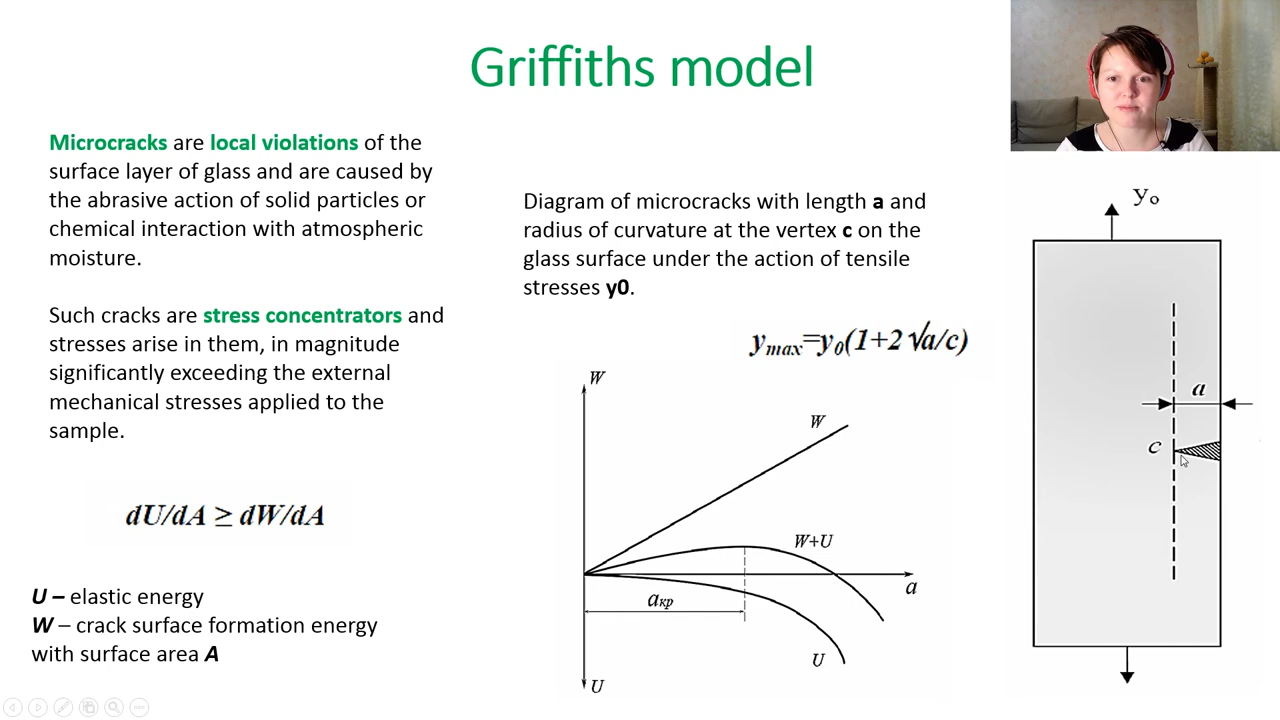 Griffiths model
Microcracks are local violations of the
surface layer of glass and are caused by
the abrasive action of solid particles or
chemical interaction with atmospheric
moisture.
Such cracks are stress concentrators and
stresses arise in them, in magnitude
significantly exceeding the external
mechanical stresses applied to the
sample.
dU/dA ≥ dW/dA
U – elastic energy
W – crack surface formation energy
with surface area A
Diagram of microcracks with length a and
radius of curvature at the vertex c on the
glass surface under the action of tensile
stresses y0.
ymax=y0(1+2√a/c)
W
W
W+U
a
aкр
U
U
yo
a
c